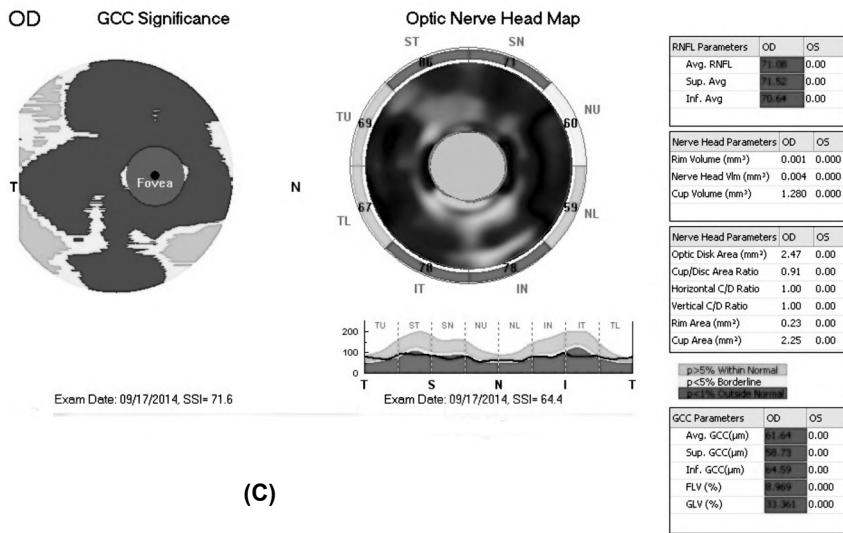 OD GCC Significance Optic Nerve Head Map
ST SN
86 71
TU NU
69 60
T Fovea N
67 59
TL NL
78 78
IT IN
TU ST SN NU NL IN IT TL
200
100
0
T S N I T
Exam Date: 09/17/2014, SSI= 71.6 Exam Date: 09/17/2014, SSI= 64.4
RNFL Parameters OD OS
Avg. RNFL 71.08 0.00
Sup. Avg 71.52 0.00
Inf. Avg 70.64 0.00
Nerve Head Parameters OD OS
Rim Volume (mm³) 0.001 0.000
Nerve Head Vlm (mm³) 0.004 0.000
Cup Volume (mm³) 1.280 0.000
Nerve Head Parameters OD OS
Optic Disk Area (mm²) 2.47 0.00
Cup/Disc Area Ratio 0.91 0.00
Horizontal C/D Ratio 1.00 0.00
Vertical C/D Ratio 1.00 0.00
Rim Area (mm²) 0.23 0.00
Cup Area (mm²) 2.25 0.00
p>5% Within Normal
p<5% Borderline
p<1% Outside Normal
GCC Parameters OD OS
Avg. GCC(µm) 61.64 0.00
Sup. GCC(µm) 58.73 0.00
Inf. GCC(µm) 64.59 0.00
FLV (%) 8.969 0.000
GLV (%) 33.361 0.000
(C)